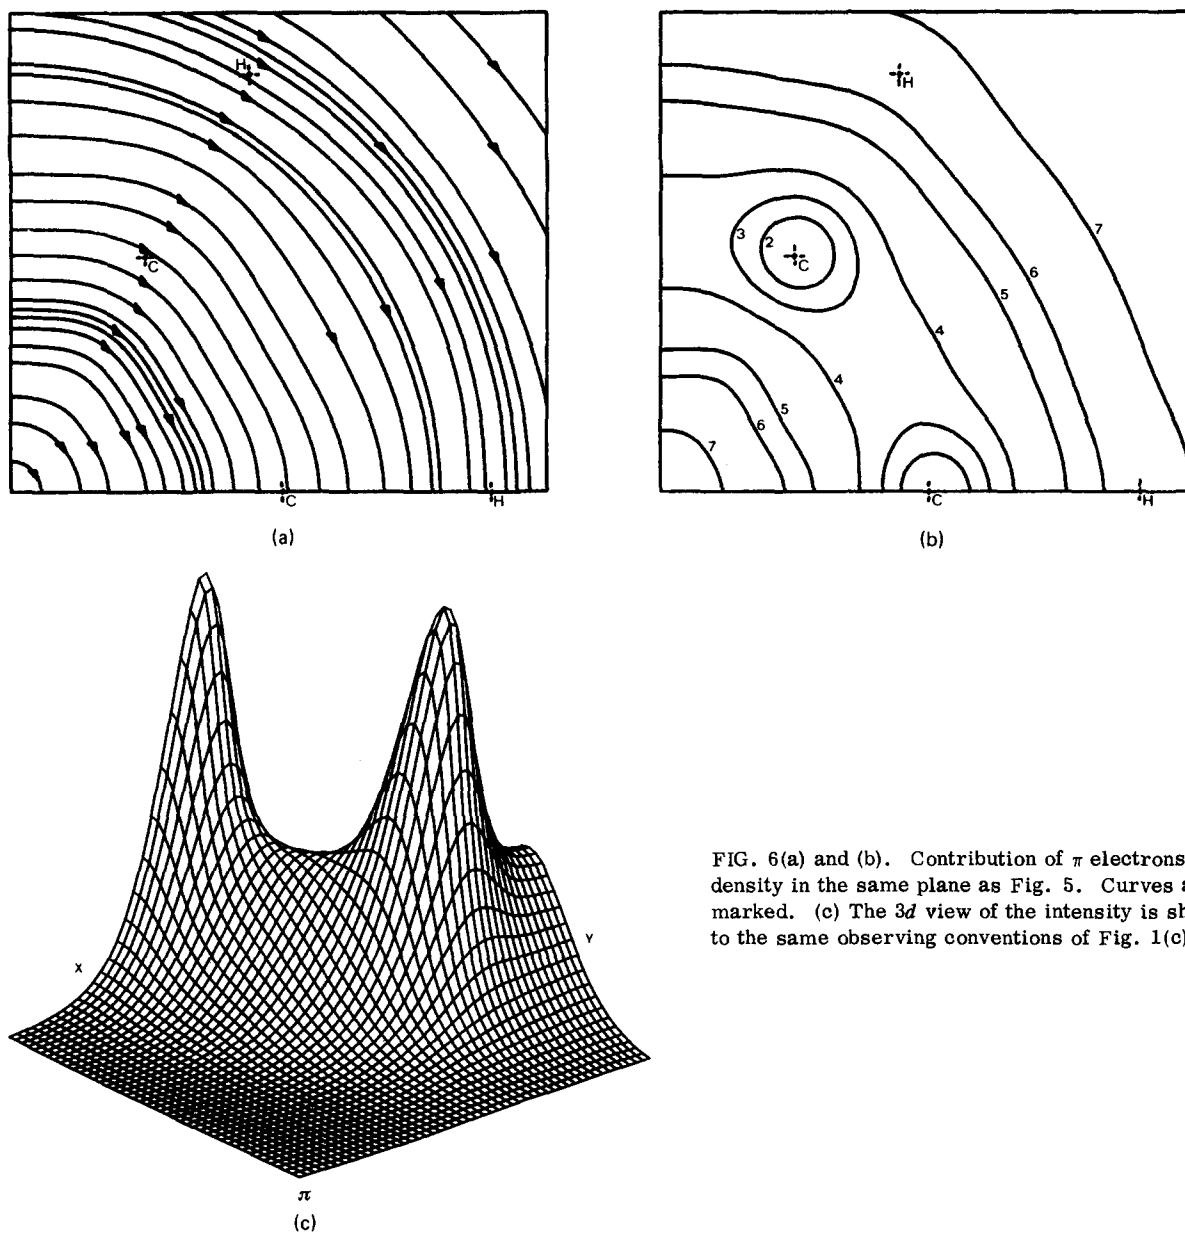 H
C
C
H
(a)
H
7
6
5
3
2
C
4
4
5
6
7
C
H
(b)
X
Y
π
(c)
FIG. 6(a) and (b). Contribution of π electrons
density in the same plane as Fig. 5. Curves
marked. (c) The 3d view of the intensity is
to the same observing conventions of Fig. 1(c)